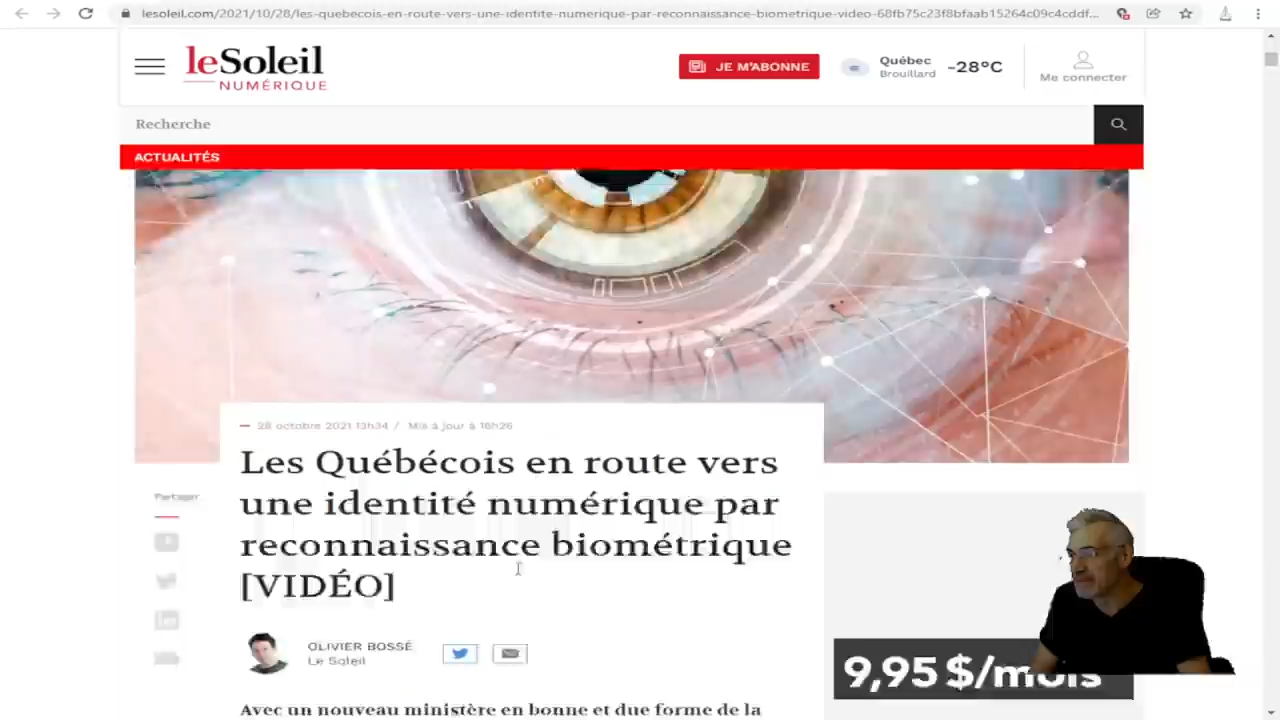 lesoleil.com/2021/10/28/les-quebecois-en-route-vers-une-identite-numerique-par-reconnaissance-biometrique-video-68fb75c23f8bfaab15264c09c4cddf...
leSoleil
NUMÉRIQUE
JE M'ABONNE
Québec
Brouillard
-28°C
Me connecter
Recherche
ACTUALITÉS
28 octobre 2021 13h34 / Mis à jour à 16h26
Les Québécois en route vers
une identité numérique par
reconnaissance biométrique
[VIDÉO]
Partager
OLIVIER BOSSÉ
Le Soleil
9,95 $/mois
Avec un nouveau ministère en bonne et due forme de la